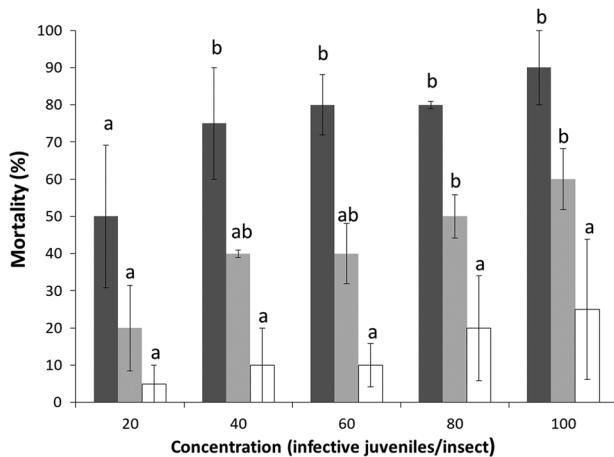 100
90
80
70
60
50
40
30
20
10
0
Mortality (%)
a
a
a
b
ab
a
b
ab
a
b
b
a
b
b
a
20 40 60 80 100
Concentration (infective juveniles/insect)